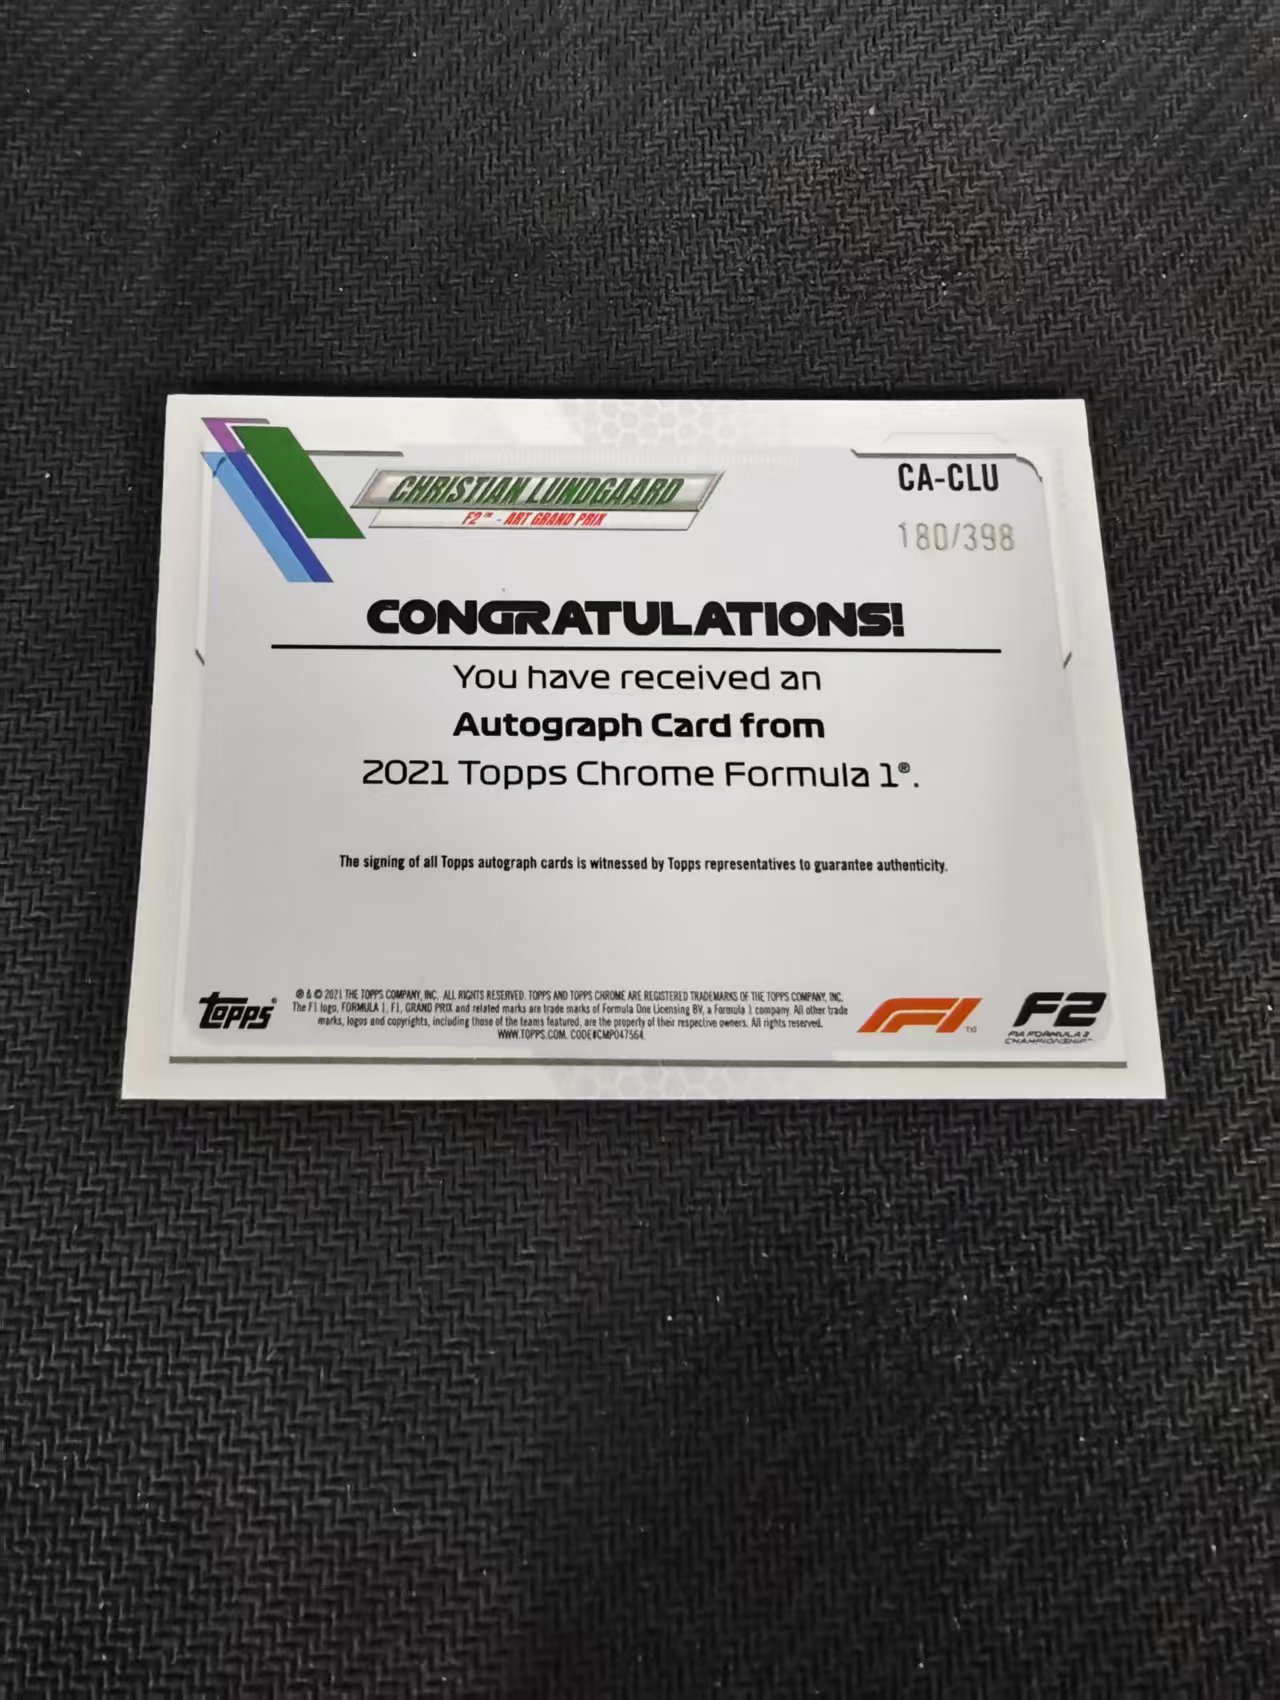 CHRISTIAN LUNDGAARD
F2™ - ART GRAND PRIX
CA-CLU
180/398
CONGRATULATIONS!
You have received an
Autograph Card from
2021 Topps Chrome Formula 1®.
The signing of all Topps autograph cards is witnessed by Topps representatives to guarantee authenticity.
topps®
® & © 2021 THE TOPPS COMPANY, INC. ALL RIGHTS RESERVED. TOPPS AND TOPPS CHROME ARE REGISTERED TRADEMARKS OF THE TOPPS COMPANY, INC.
The F1 logo, FORMULA 1, F1, GRAND PRIX and related marks are trade marks of Formula One Licensing BV, a Formula 1 company. All other trade
marks, logos and copyrights, including those of the teams featured, are the property of their respective owners. All rights reserved.
WWW.TOPPS.COM. CODE#CMP047564
F1™
F2
FIA FORMULA 2
CHAMPIONSHIP™